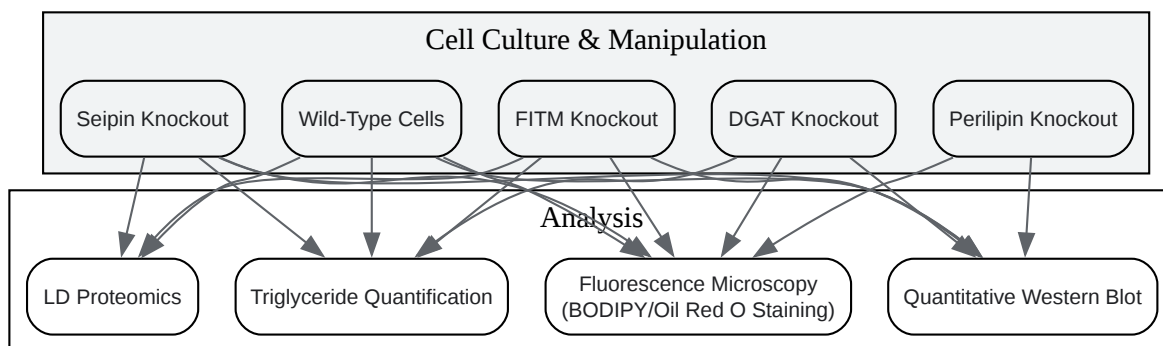 Cell Culture & Manipulation
Seipin Knockout
Wild-Type Cells
FITM Knockout
DGAT Knockout
Perilipin Knockout
Analysis
LD Proteomics
Triglyceride Quantification
Fluorescence Microscopy
(BODIPY/Oil Red O Staining)
Quantitative Western Blot